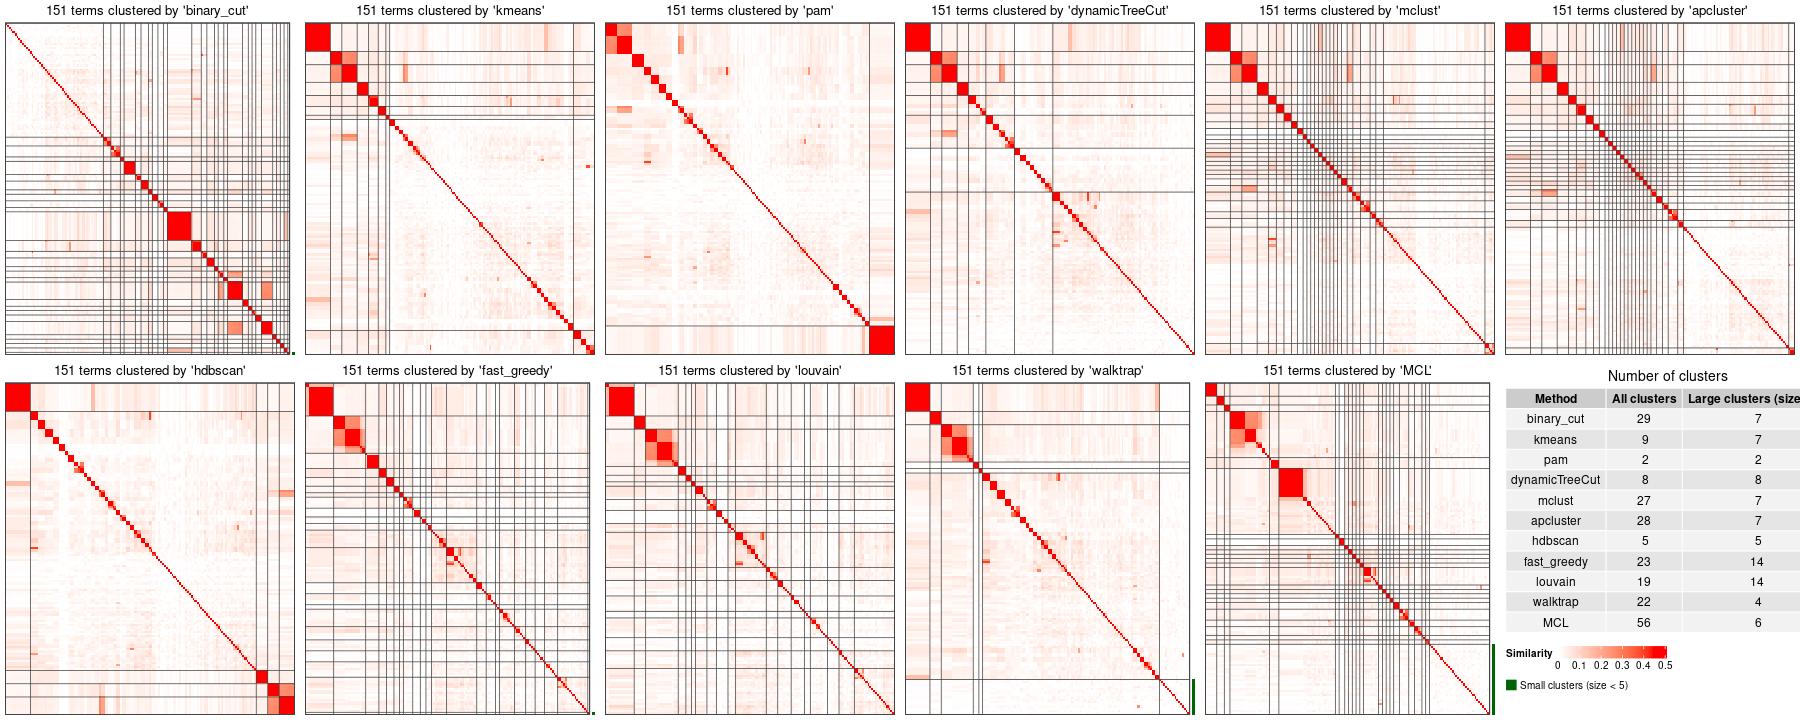 151 terms clustered by 'binary_cut'
151 terms clustered by 'kmeans'
151 terms clustered by 'pam'
151 terms clustered by 'dynamicTreeCut'
151 terms clustered by 'mclust'
151 terms clustered by 'apcluster'
151 terms clustered by 'hdbscan'
151 terms clustered by 'fast_greedy'
151 terms clustered by 'louvain'
151 terms clustered by 'walktrap'
151 terms clustered by 'MCL'
Number of clusters
Method All clusters Large clusters (size
binary_cut 29 7
kmeans 9 7
pam 2 2
dynamicTreeCut 8 8
mclust 27 7
apcluster 28 7
hdbscan 5 5
fast_greedy 23 14
louvain 19 14
walktrap 22 4
MCL 56 6
Similarity
0 0.1 0.2 0.3 0.4 0.5
Small clusters (size < 5)